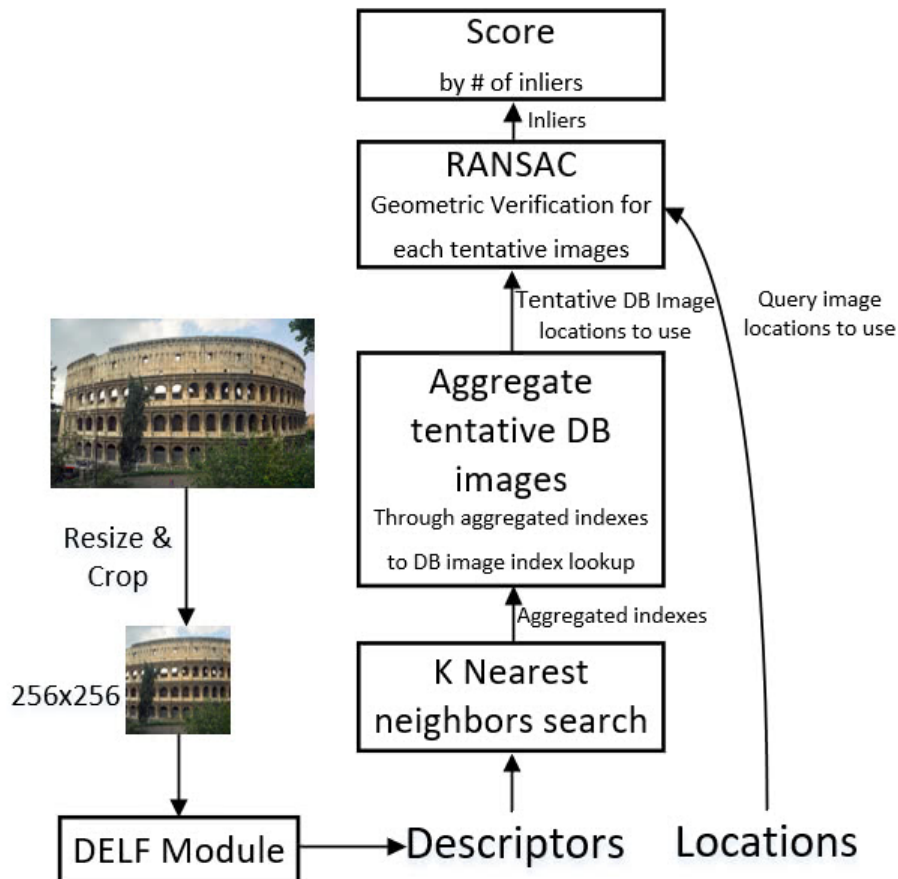 Score
by # of inliers
Inliers
RANSAC
Geometric Verification for
each tentative images
Tentative DB Image
locations to use
Query image
locations to use
Aggregate
tentative DB
images
Through aggregated indexes
to DB image index lookup
Resize &
Crop
Aggregated indexes
K Nearest
neighbors search
256x256
DELF Module
Descriptors
Locations